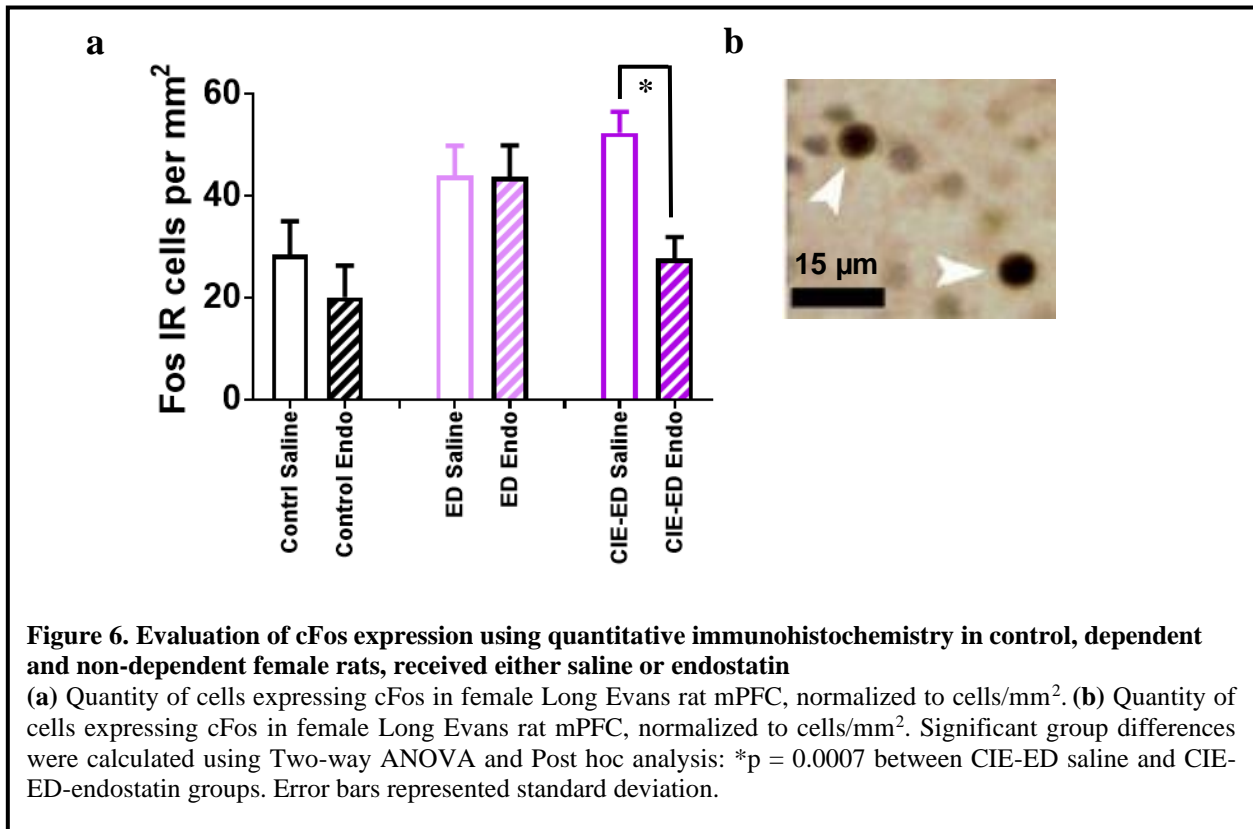 a
b
Fos IR cells per mm²
60
40
20
0
*
Contrl Saline
Control Endo
ED Saline
ED Endo
CIE-ED Saline
CIE-ED Endo
15 µm
Figure 6. Evaluation of cFos expression using quantitative immunohistochemistry in control, dependent
and non-dependent female rats, received either saline or endostatin
(a) Quantity of cells expressing cFos in female Long Evans rat mPFC, normalized to cells/mm². (b) Quantity of
cells expressing cFos in female Long Evans rat mPFC, normalized to cells/mm². Significant group differences
were calculated using Two-way ANOVA and Post hoc analysis: *p = 0.0007 between CIE-ED saline and CIE-
ED-endostatin groups. Error bars represented standard deviation.